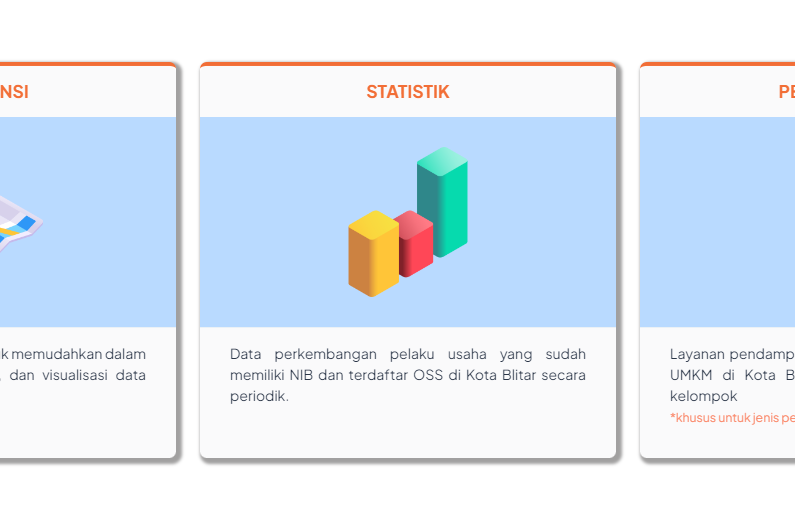 NSI
k memudahkan dalam
, dan visualisasi data
STATISTIK
Data perkembangan pelaku usaha yang sudah
memiliki NIB dan terdaftar OSS di Kota Blitar secara
periodik.
PE
Layanan pendamp
UMKM di Kota B
kelompok
*khusus untuk jenis pe